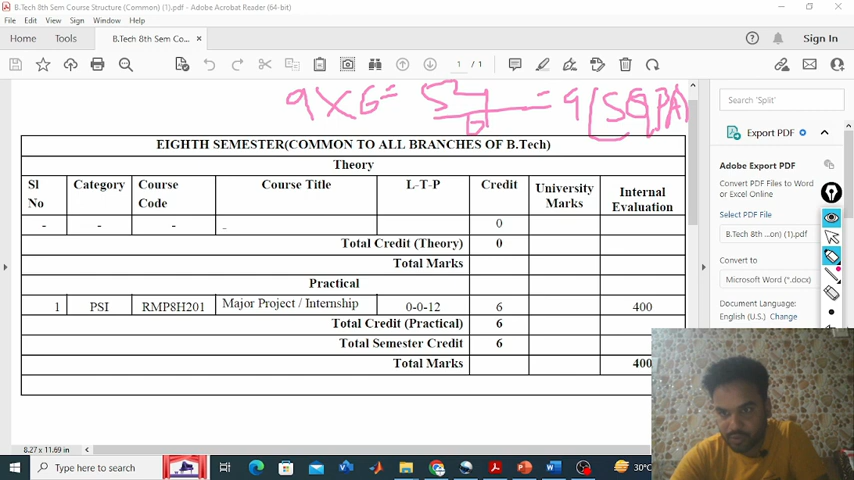 B.Tech 8th Sem Course Structure (Common) (1).pdf - Adobe Acrobat Reader (64-bit)
File Edit View Sign Window Help
Home Tools B.Tech 8th Sem Co... × Sign In
1 / 1
9 X 6 = 54/6 = 9 [SGPA]
Search 'Split'
EIGHTH SEMESTER(COMMON TO ALL BRANCHES OF B.Tech)
Theory
Sl No Category Course Code Course Title L-T-P Credit University Marks Internal Evaluation
- - - - 0
Total Credit (Theory) 0
Total Marks
Practical
1 PSI RMP8H201 Major Project / Internship 0-0-12 6 400
Total Credit (Practical) 6
Total Semester Credit 6
Total Marks 400
Export PDF
Adobe Export PDF
Convert PDF Files to Word
or Excel Online
Select PDF File
B.Tech 8th ...on) (1).pdf
Convert to
Microsoft Word (*.docx)
Document Language:
English (U.S.) Change
8.27 x 11.69 in
Type here to search
30°C